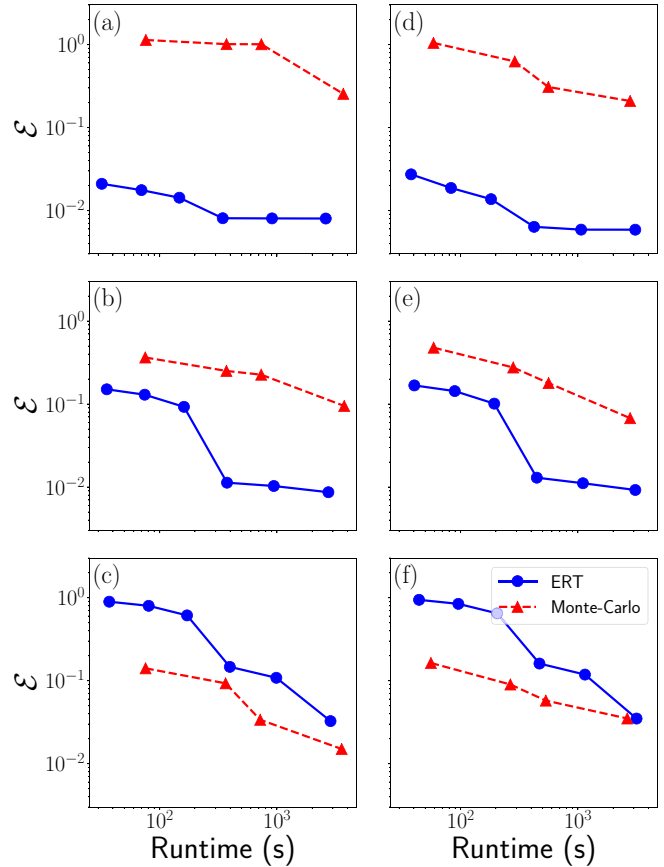 (a)
(d)
10^0
10^{-1}
10^{-2}
ℰ
(b)
(e)
10^0
10^{-1}
10^{-2}
ℰ
(c)
(f)
ERT
Monte-Carlo
10^0
10^{-1}
10^{-2}
ℰ
10^2
10^3
10^2
10^3
Runtime (s)
Runtime (s)